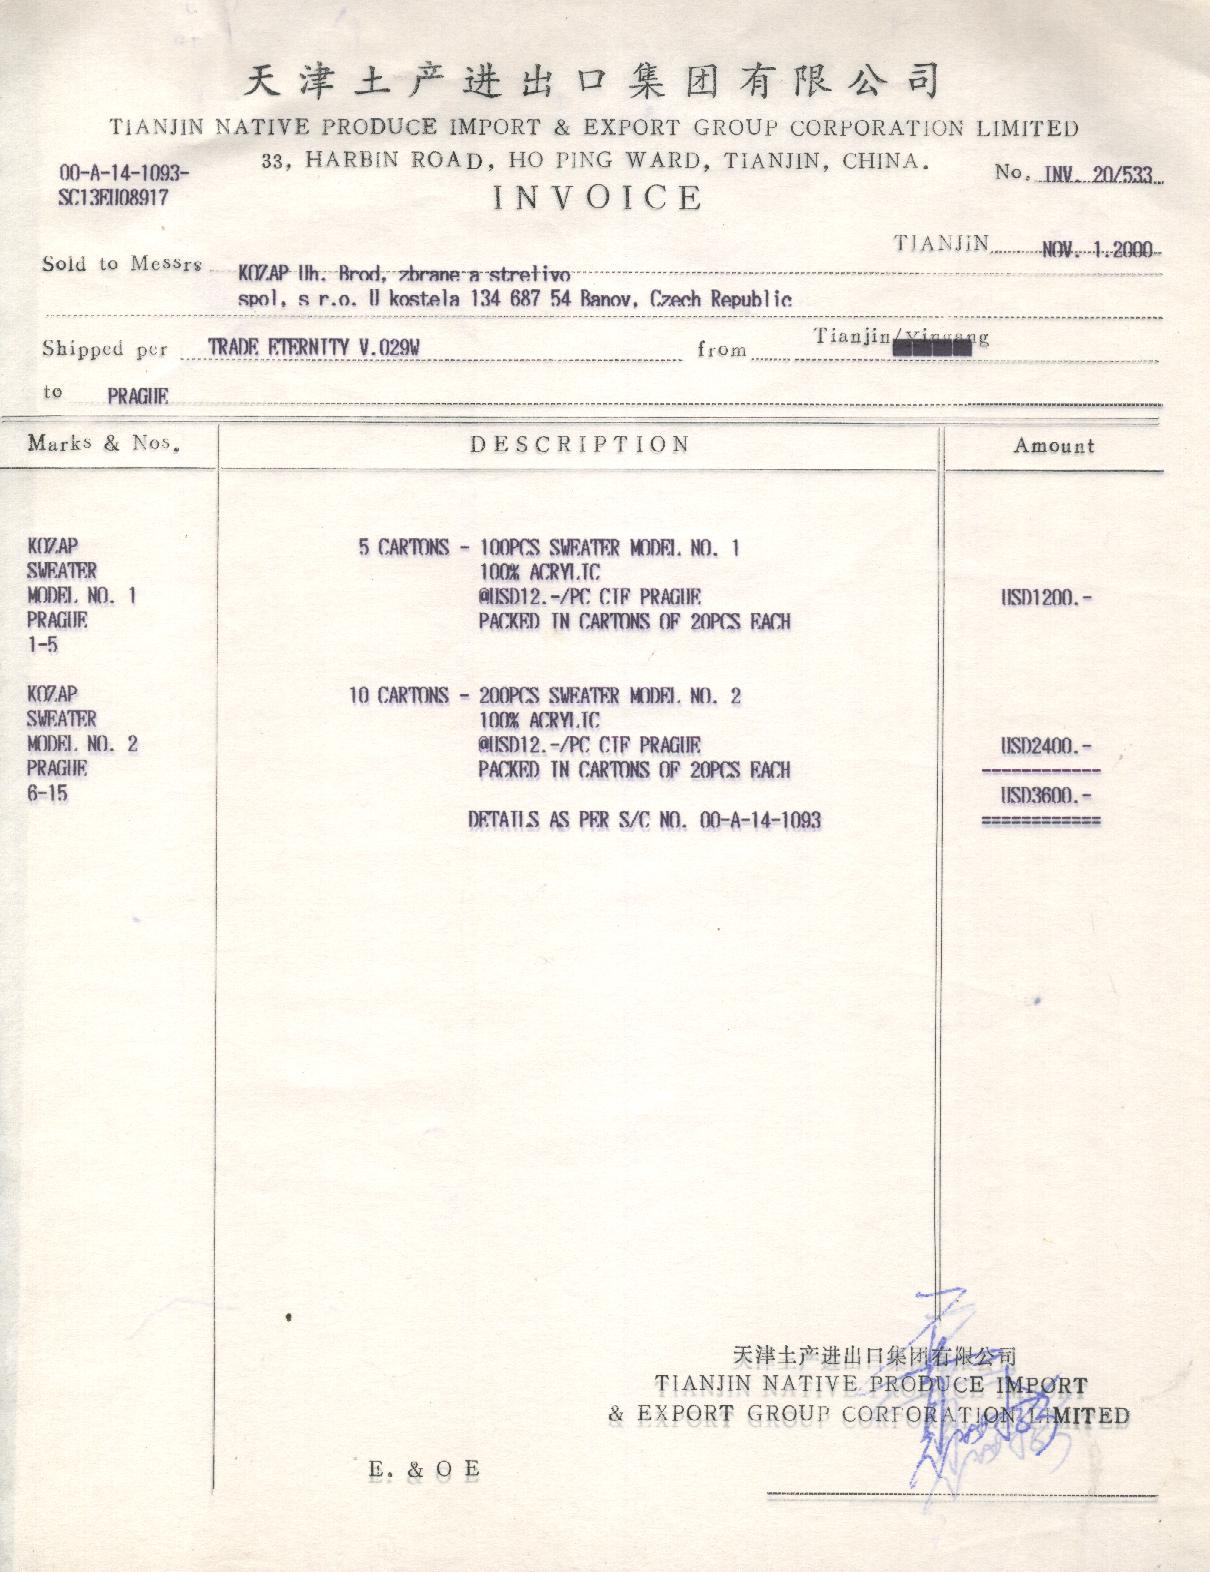 天津土产进出口集团有限公司
TIANJIN NATIVE PRODUCE IMPORT & EXPORT GROUP CORPORATION LIMITED
33, HARBIN ROAD, HO PING WARD, TIANJIN, CHINA.
00-A-14-1093-
SC13EU08917
No. INV. 20/533
INVOICE
TIANJIN NOV. 1.2000
Sold to Messrs KOZAP Uh. Brod, zbrane a strelivo
spol, s r.o. U kostela 134 687 54 Banov, Czech Republic
Shipped per TRADE ETERNITY V.029W from Tianjin/Xingang
to PRAGUE
Marks & Nos. DESCRIPTION Amount
KOZAP 5 CARTONS - 100PCS SWEATER MODEL NO. 1
SWEATER 100% ACRYLIC
MODEL NO. 1 @USD12.-/PC CIF PRAGUE USD1200.-
PRAGUE PACKED IN CARTONS OF 20PCS EACH
1-5
KOZAP 10 CARTONS - 200PCS SWEATER MODEL NO. 2
SWEATER 100% ACRYLIC
MODEL NO. 2 @USD12.-/PC CIF PRAGUE USD2400.-
PRAGUE PACKED IN CARTONS OF 20PCS EACH
6-15 USD3600.-
DETAILS AS PER S/C NO. 00-A-14-1093
天津土产进出口集团有限公司
TIANJIN NATIVE PRODUCE IMPORT
& EXPORT GROUP CORPORATION LIMITED
E. & O E